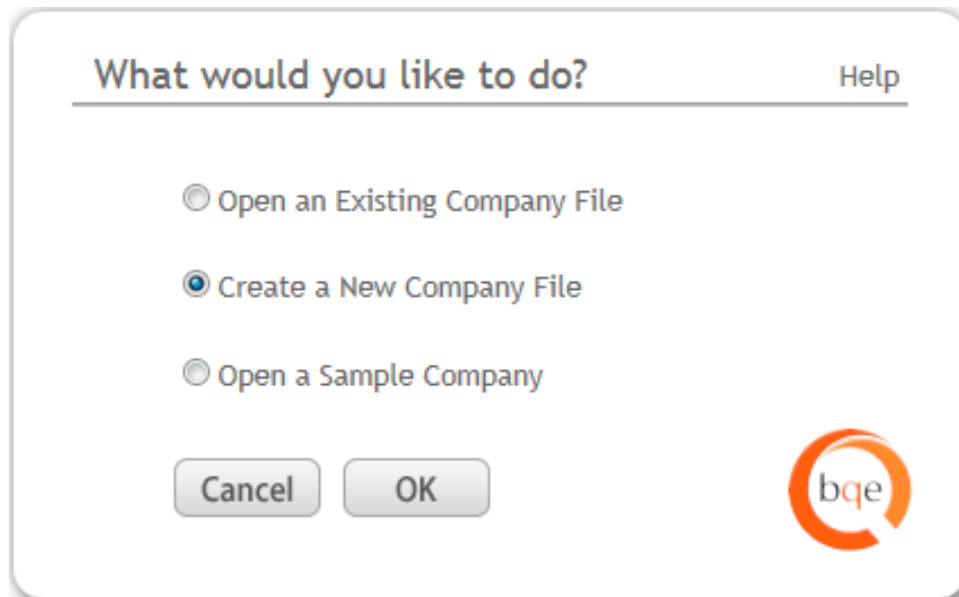 What would you like to do?
Help
Open an Existing Company File
Create a New Company File
Open a Sample Company
Cancel
OK
bqe